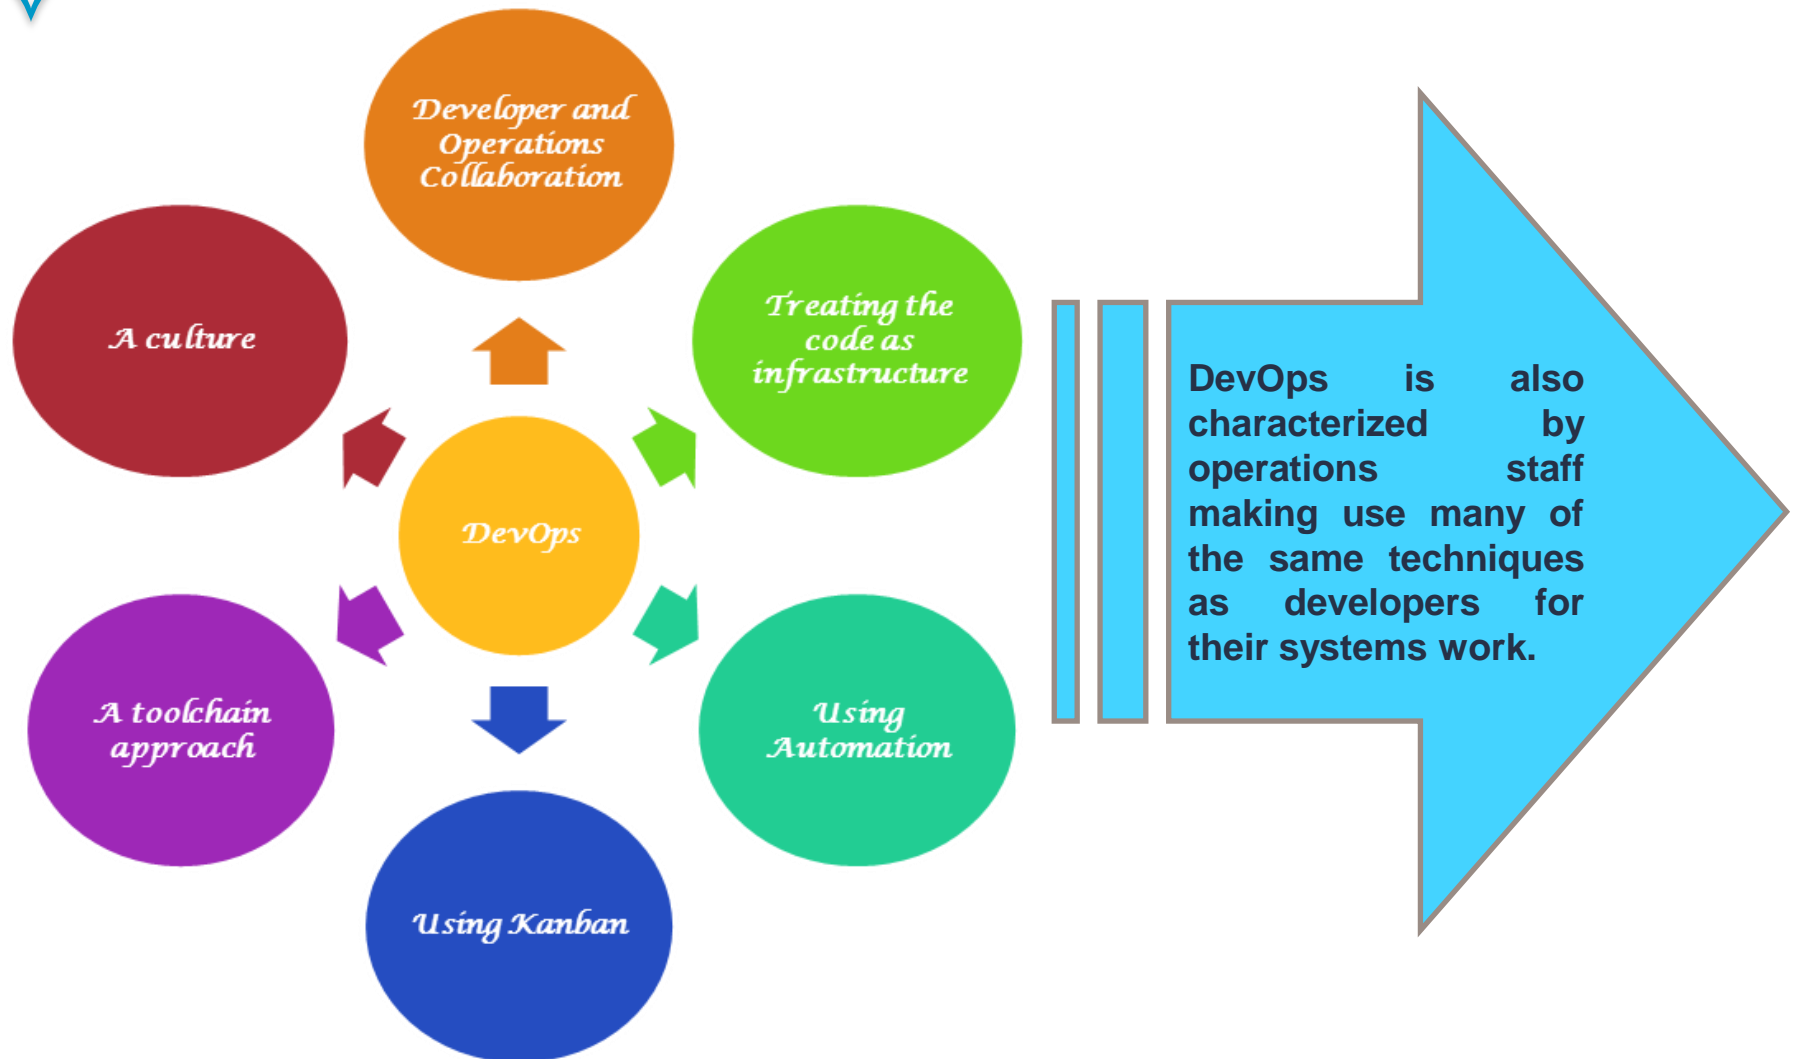 Developer and
Operations
Collaboration
Treating the
code as
infrastructure
Using
Automation
Using Kanban
A toolchain
approach
A culture
DevOps
DevOps is also
characterized by
operations staff
making use many of
the same techniques
as developers for
their systems work.